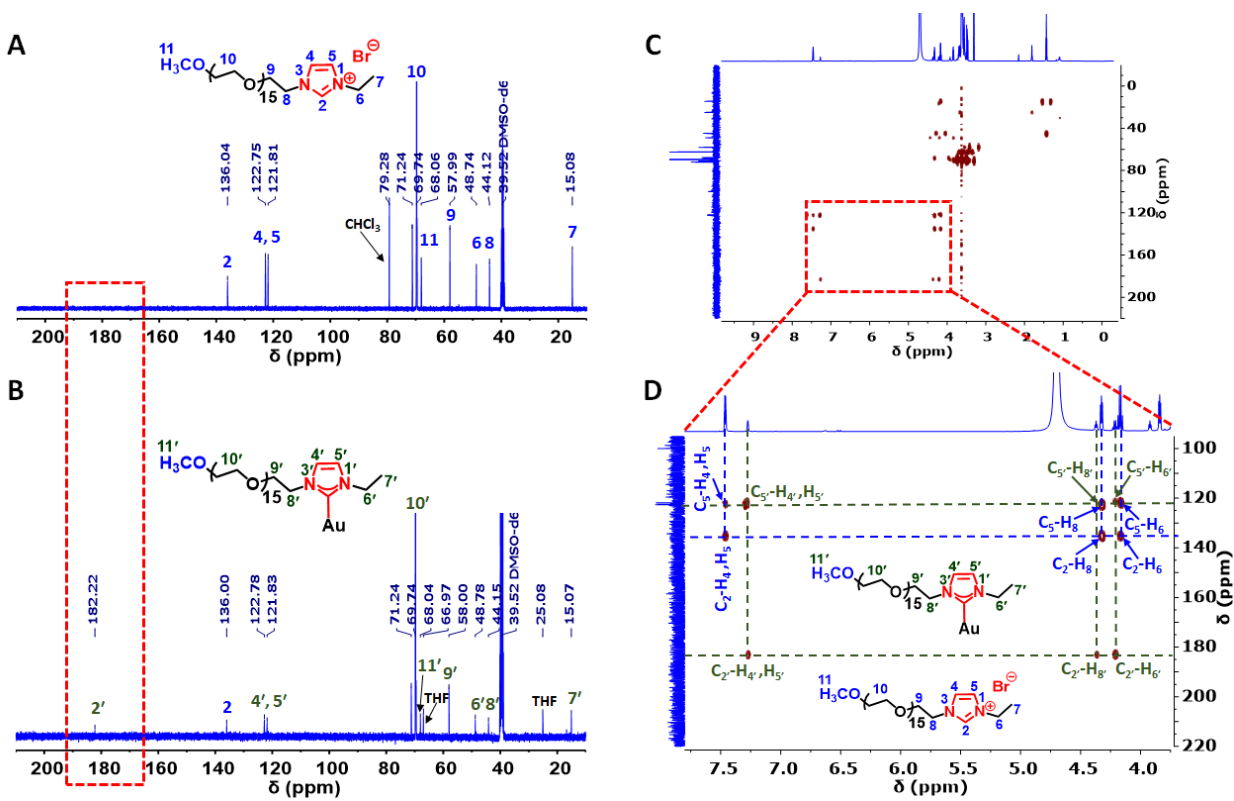 A
11
H3CO
10
O
15
9
8
N
3
4
5
1
N
2
6
7
Br⊖
⊕
136.04
122.75
121.81
79.28
71.24
69.74
68.06
57.99
48.74
44.12
39.52 DMSO-d6
15.08
2
4, 5
CHCl3
10
11
9
6
8
7
200 180 160 140 120 100 80 60 40 20
δ (ppm)
B
11′
H3CO
10′
O
15
9′
8′
N
3′
4′
5′
1′
N
6′
7′
Au
182.22
136.00
122.78
121.83
71.24
69.74
68.04
66.97
58.00
48.78
44.15
39.52 DMSO-d6
25.08
15.07
2′
2
4′, 5′
10′
11′
THF
9′
6′
8′
THF
7′
200 180 160 140 120 100 80 60 40 20
δ (ppm)
C
0
40
80
120
160
200
δ (ppm)
9 8 7 6 5 4 3 2 1 0
δ (ppm)
D
C5-H4,H5
C5′-H4′,H5′
C2-H4,H5
C5′-H8′
C5′-H6′
C5-H8
C5-H6
C2-H8
C2-H6
11′
H3CO
10′
O
15
9′
8′
N
3′
4′
5′
1′
N
6′
7′
Au
C2′-H4′,H5′
C2′-H8′
C2′-H6′
11
H3CO
10
O
15
9
8
N
3
4
5
1
N
2
6
7
Br⊖
⊕
100
120
140
160
180
200
220
δ (ppm)
7.5 7.0 6.5 6.0 5.5 5.0 4.5 4.0
δ (ppm)